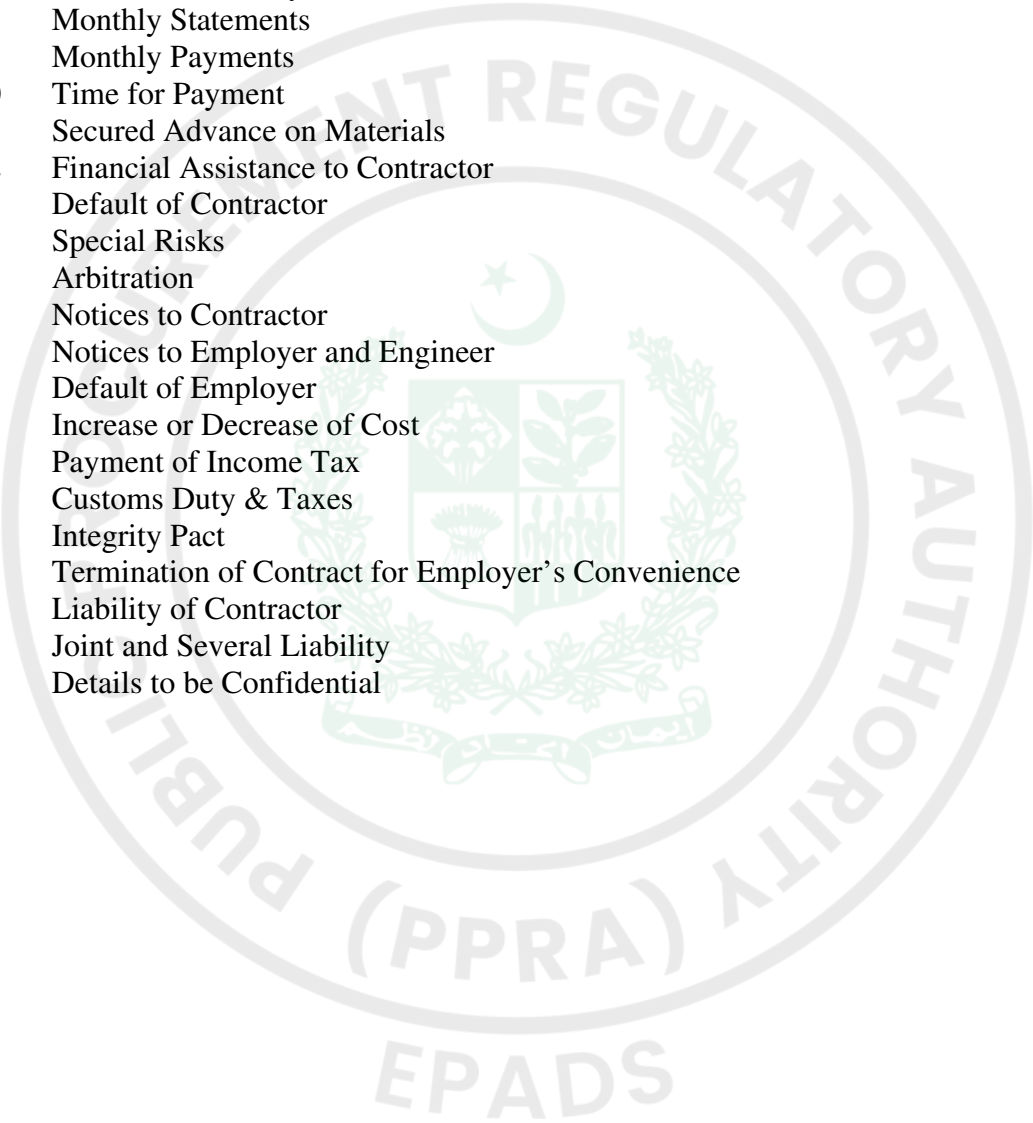 Monthly Statements
Monthly Payments
Time for Payment
Secured Advance on Materials
Financial Assistance to Contractor
Default of Contractor
Special Risks
Arbitration
Notices to Contractor
Notices to Employer and Engineer
Default of Employer
Increase or Decrease of Cost
Payment of Income Tax
Customs Duty & Taxes
Integrity Pact
Termination of Contract for Employer’s Convenience
Liability of Contractor
Joint and Several Liability
Details to be Confidential
PUBLIC PROCUREMENT REGULATORY AUTHORITY
(PPRA)
EPADS